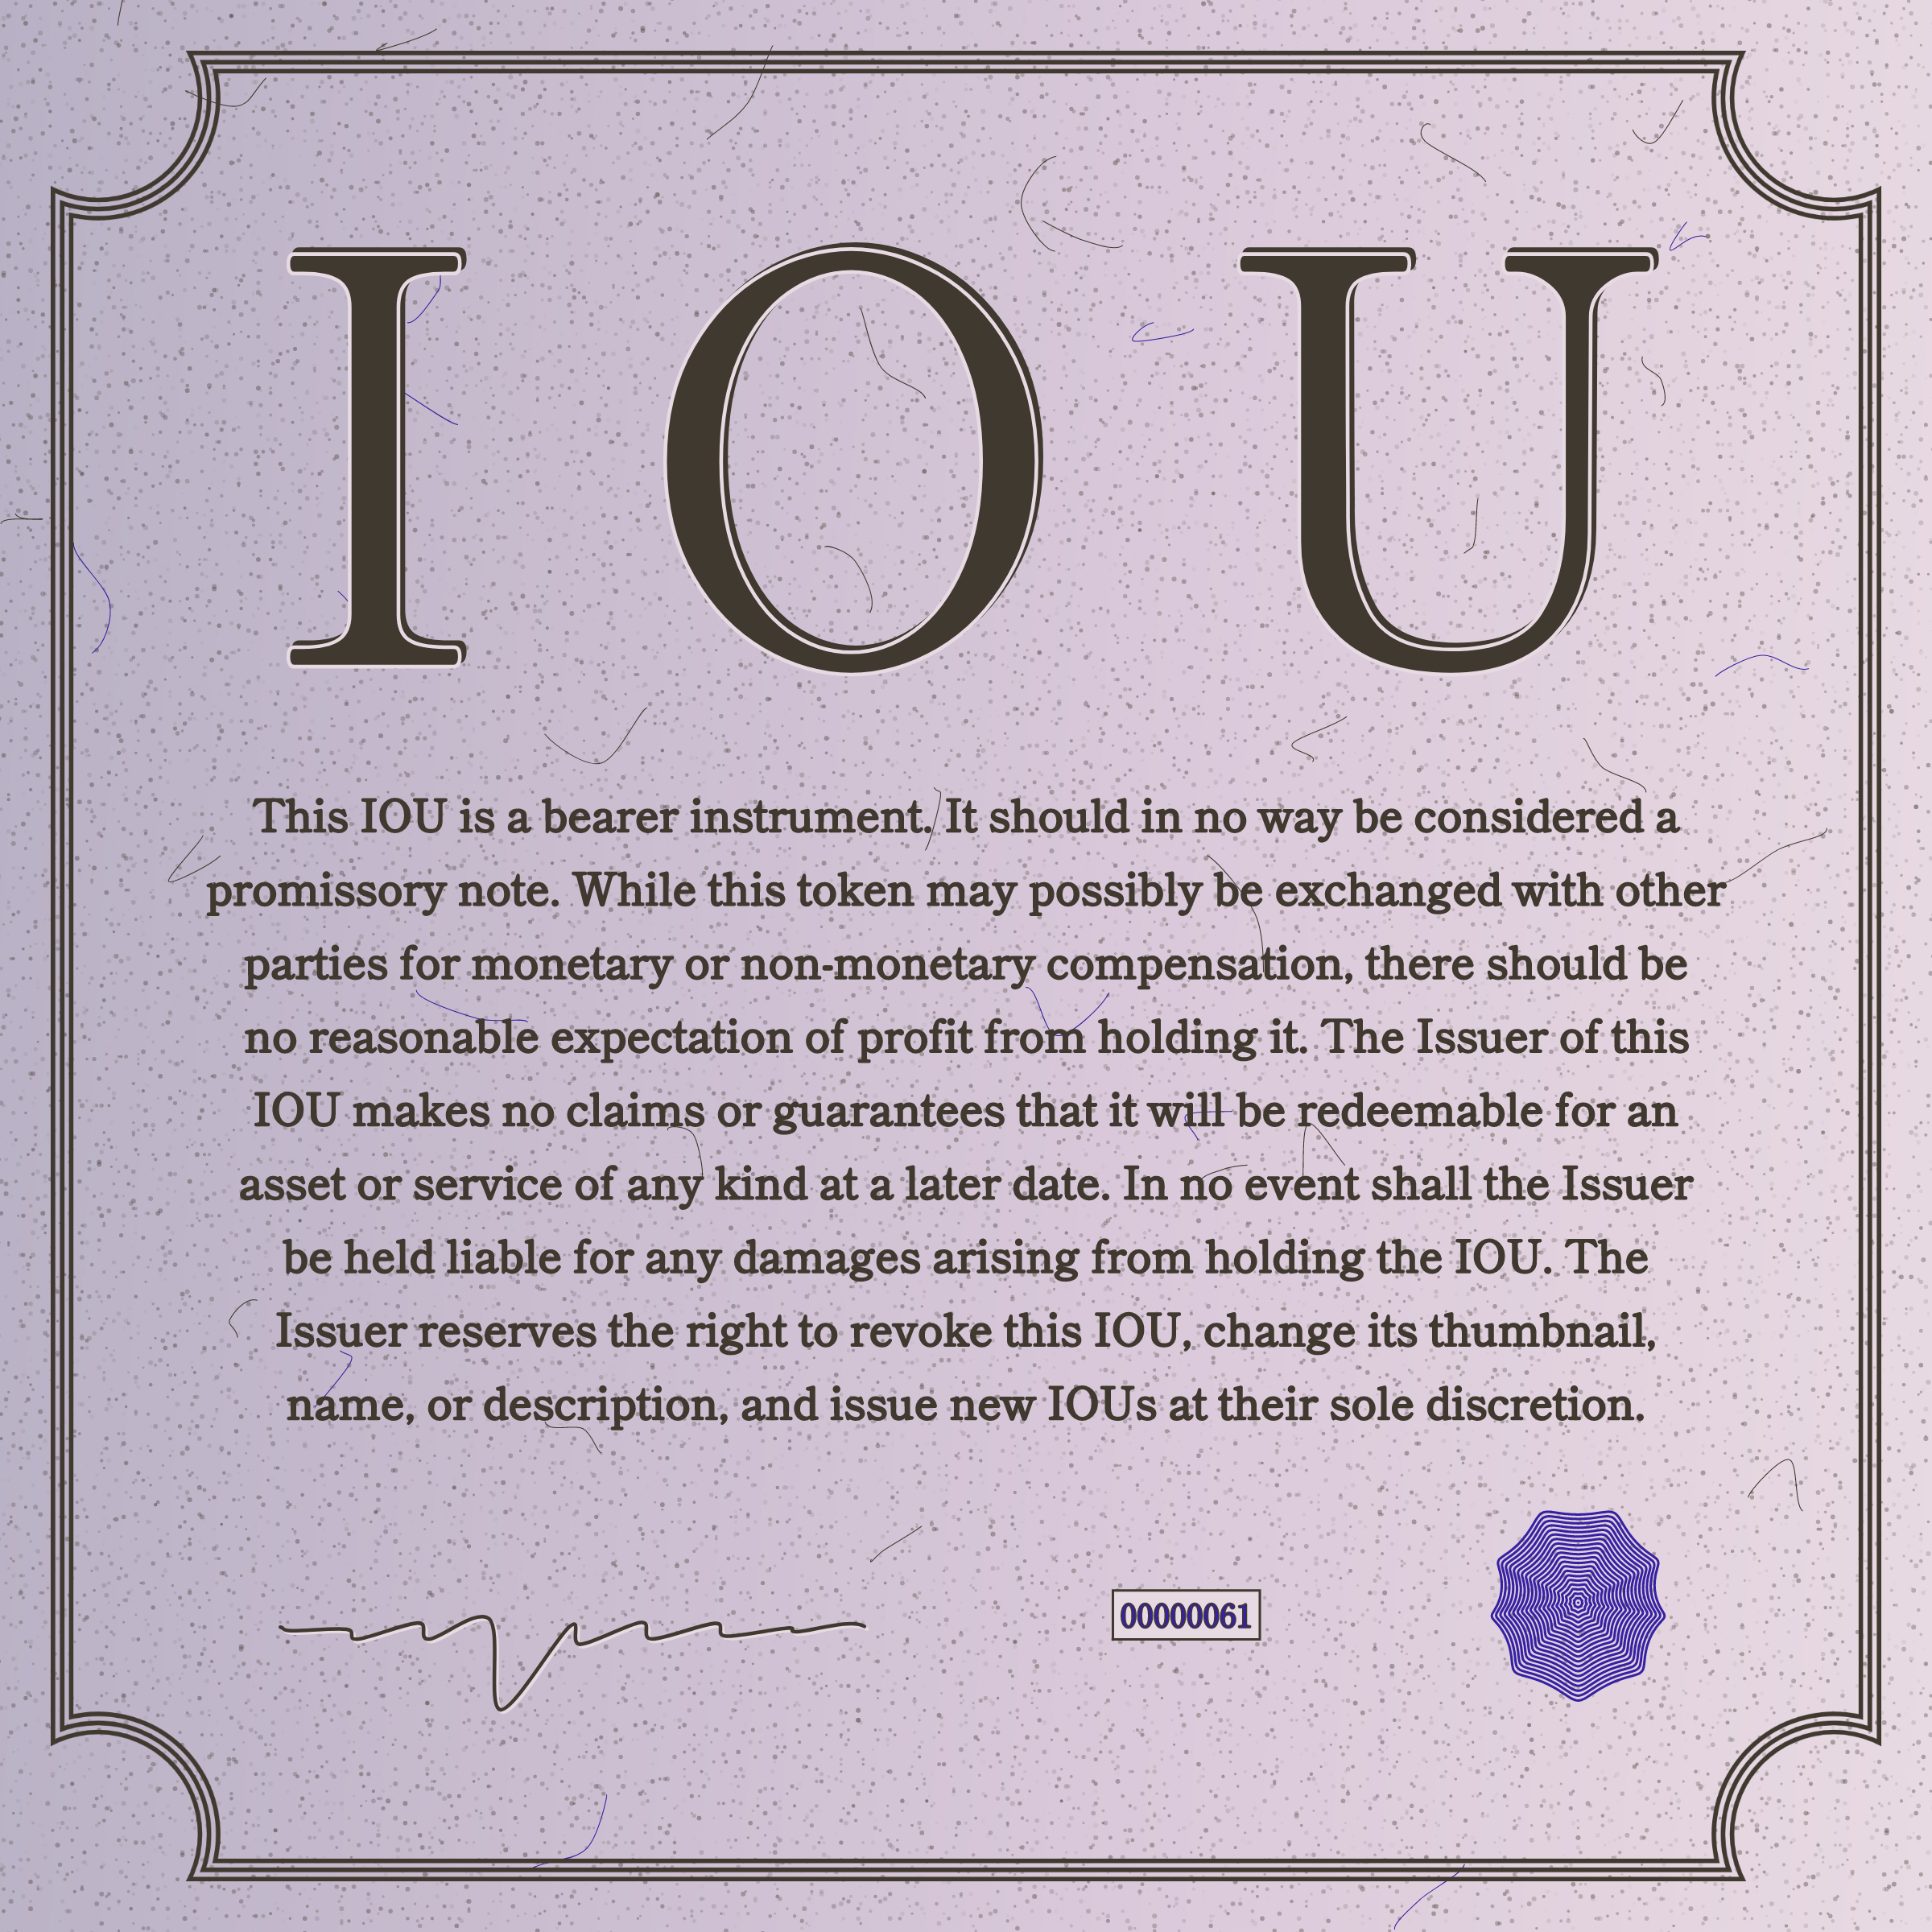 I O U
This IOU is a bearer instrument. It should in no way be considered a
promissory note. While this token may possibly be exchanged with other
parties for monetary or non-monetary compensation, there should be
no reasonable expectation of profit from holding it. The Issuer of this
IOU makes no claims or guarantees that it will be redeemable for an
asset or service of any kind at a later date. In no event shall the Issuer
be held liable for any damages arising from holding the IOU. The
Issuer reserves the right to revoke this IOU, change its thumbnail,
name, or description, and issue new IOUs at their sole discretion.
00000061